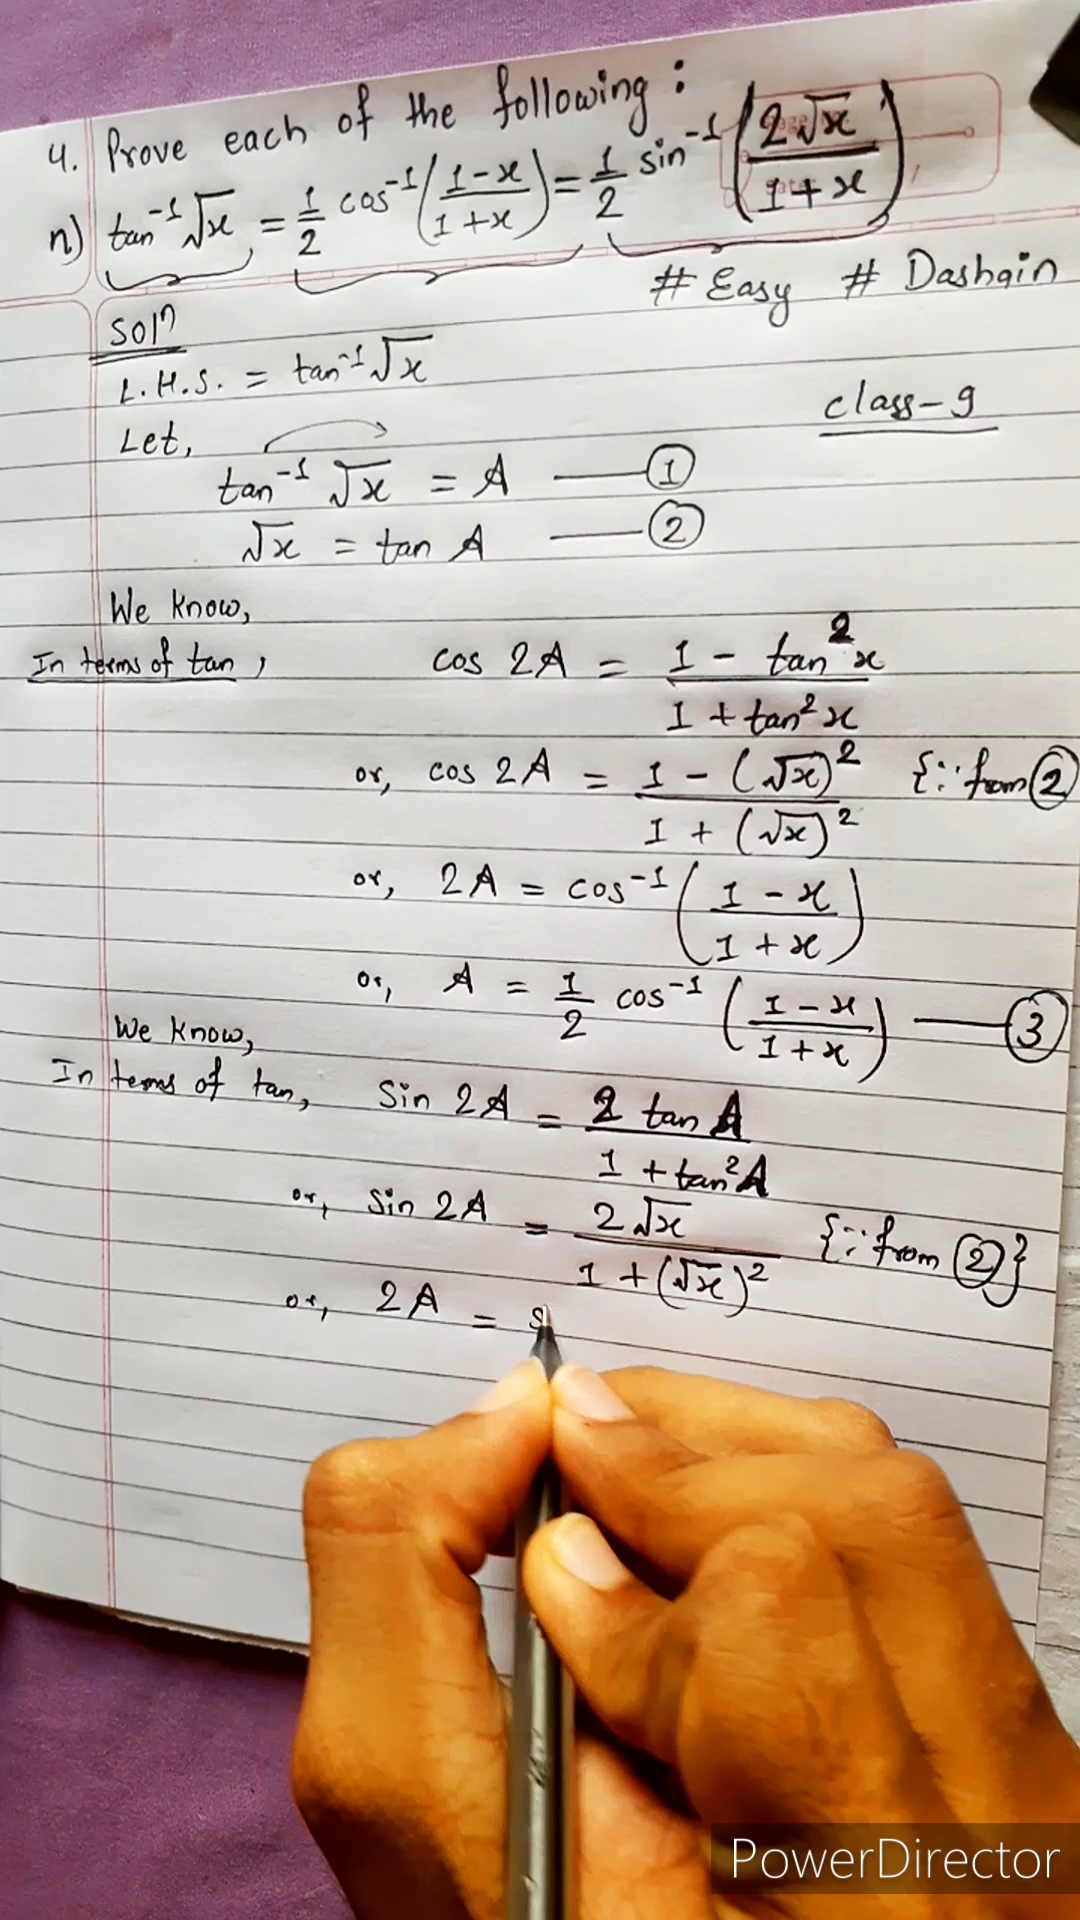 4. Prove each of the following :
n) tan⁻¹√x = 1/2 cos⁻¹(1-x/1+x) = 1/2 sin⁻¹(2√x/1+x)
# Easy # Dashain
Solⁿ
L.H.S. = tan⁻¹√x
class-9
Let,
tan⁻¹ √x = A —— ①
√x = tan A —— ②
We know,
In terms of tan, cos 2A = 1 - tan²x / 1 + tan²x
or, cos 2A = 1 - (√x)² / 1 + (√x)² {∵ from ②
or, 2A = cos⁻¹(1 - x / 1 + x)
or, A = 1/2 cos⁻¹(1 - x / 1 + x) —— ③
We know,
In terms of tan, Sin 2A = 2 tan A / 1 + tan²A
or, Sin 2A = 2√x / 1 + (√x)² {∵ from ②}
or, 2A = s
PowerDirector